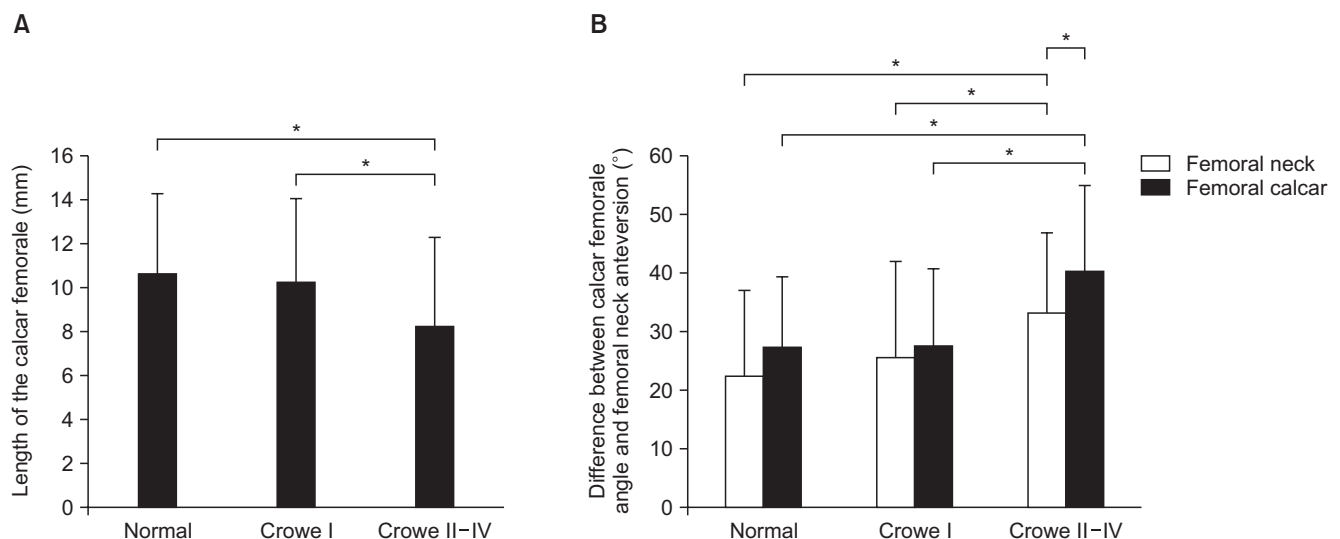 A
*
*
16
14
12
10
8
6
4
2
0
Length of the calcar femorale (mm)
Normal
Crowe I
Crowe II−IV
B
*
*
*
*
*
60
50
40
30
20
10
0
Difference between calcar femorale
angle and femoral neck anteversion (°)
Normal
Crowe I
Crowe II−IV
Femoral neck
Femoral calcar